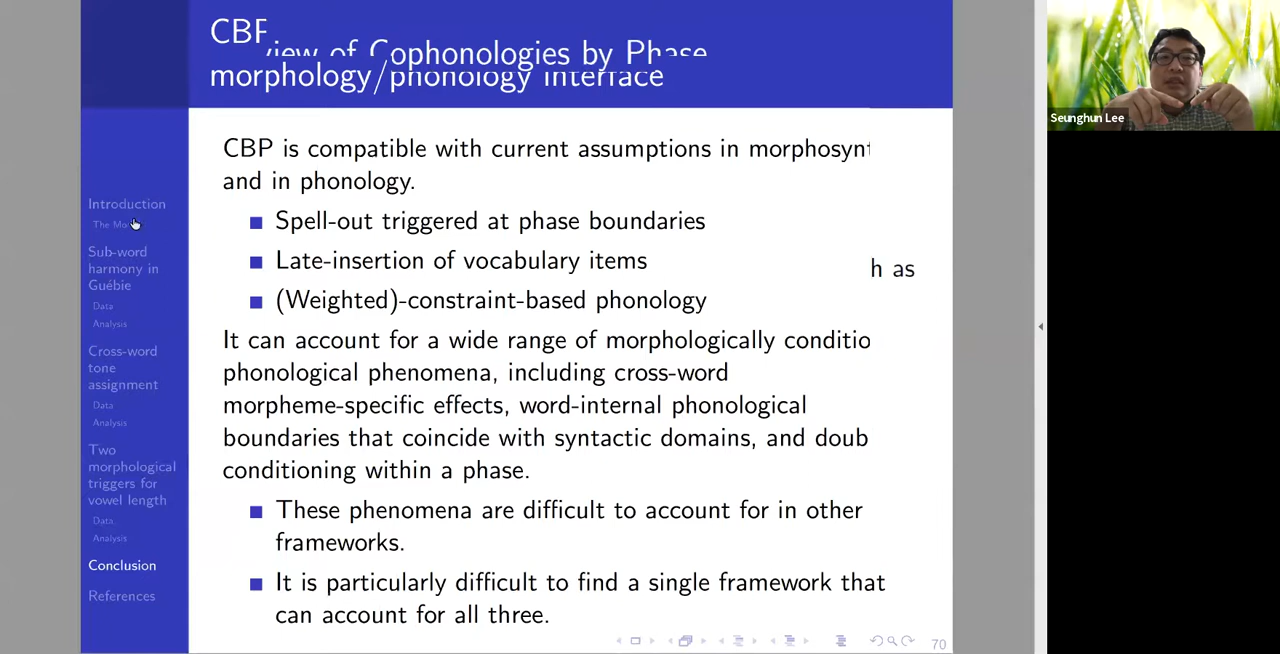 CBP
view of Cophonologies by Phase
morphology/phonology interface
Seunghun Lee
Introduction
Sub-word
harmony in
Guébie
Data
Analysis
Cross-word
tone
assignment
Data
Analysis
Two
morphological
triggers for
vowel length
Data
Analysis
Conclusion
References
CBP is compatible with current assumptions in morphosynt
and in phonology.
■ Spell-out triggered at phase boundaries
■ Late-insertion of vocabulary items
h as
■ (Weighted)-constraint-based phonology
It can account for a wide range of morphologically conditio
phonological phenomena, including cross-word
morpheme-specific effects, word-internal phonological
boundaries that coincide with syntactic domains, and doub
conditioning within a phase.
■ These phenomena are difficult to account for in other
frameworks.
■ It is particularly difficult to find a single framework that
can account for all three.
70